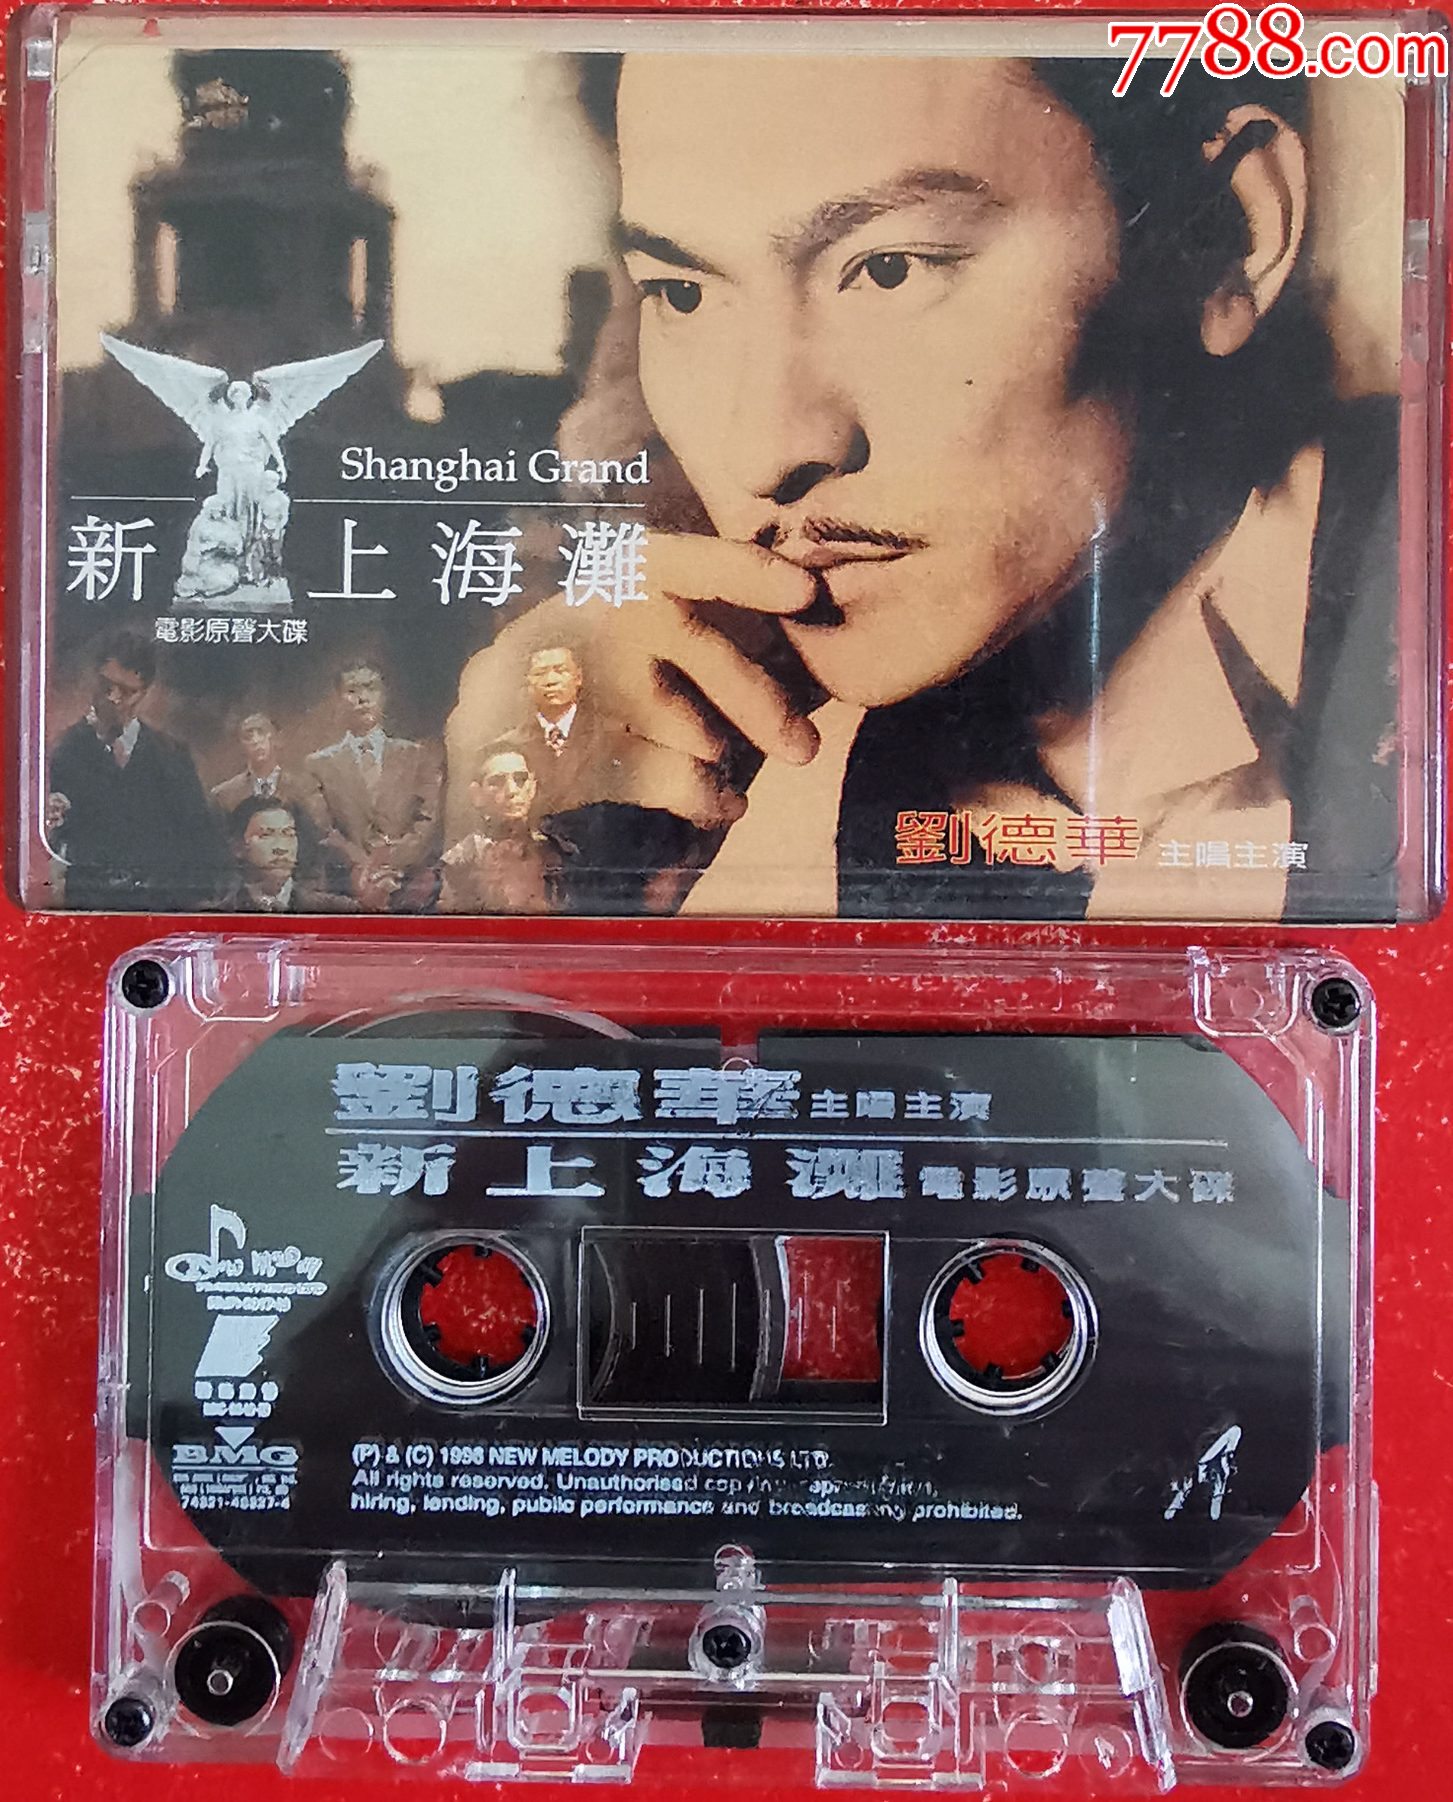 7788.com
Shanghai Grand
新上海灘
電影原聲大碟
劉德華 主唱主演
劉德華主唱主演
新上海灘電影原聲大碟
New Melody
BMG
(P) & (C) 1996 NEW MELODY PRODUCTIONS LTD.
All rights reserved. Unauthorised
hiring, lending, public performance and broadcasting prohibited.
A